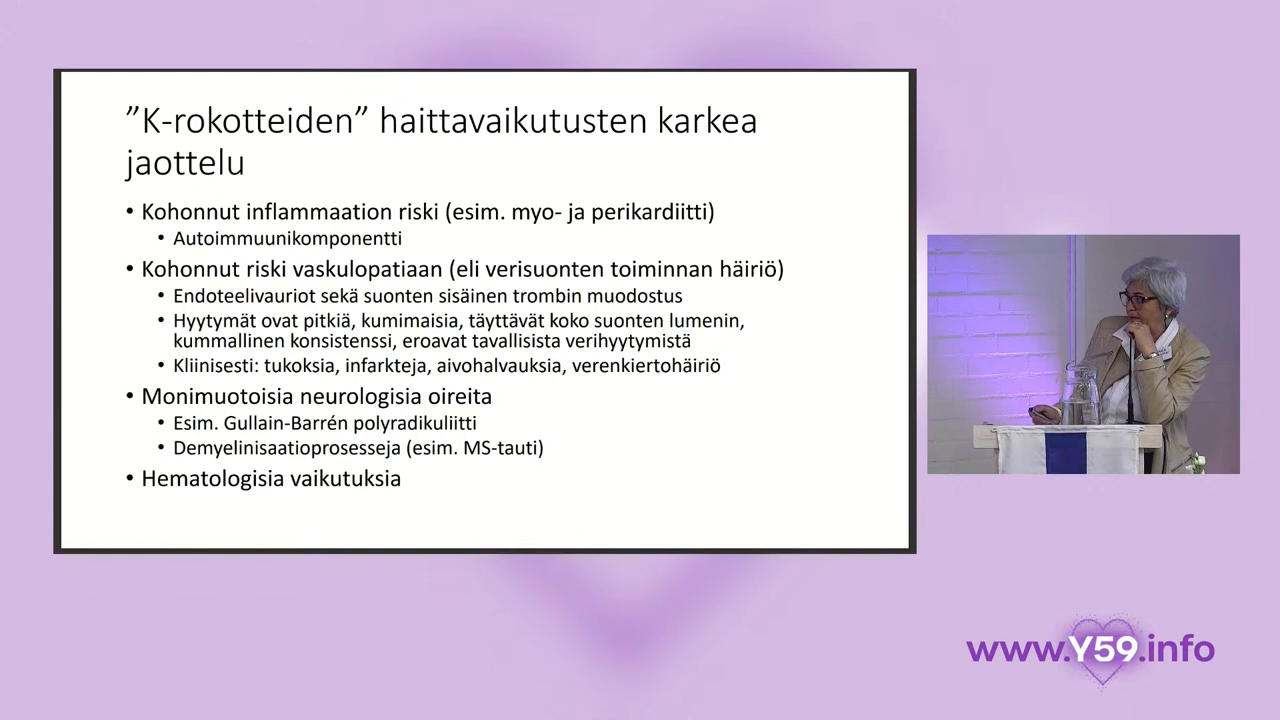 ”K-rokotteiden” haittavaikutusten karkea
jaottelu
• Kohonnut inflammaation riski (esim. myo- ja perikardiitti)
• Autoimmuunikomponentti
• Kohonnut riski vaskulopatiaan (eli verisuonten toiminnan häiriö)
• Endoteelivauriot sekä suonten sisäinen trombin muodostus
• Hyytymät ovat pitkiä, kumimaisia, täyttävät koko suonten lumenin,
kummallinen konsistenssi, eroavat tavallisista verihyytymistä
• Kliinisesti: tukoksia, infarkteja, aivohalvauksia, verenkiertohäiriö
• Monimuotoisia neurologisia oireita
• Esim. Gullain-Barrén polyradikuliitti
• Demyelinisaatioprosesseja (esim. MS-tauti)
• Hematologisia vaikutuksia
www.Y59.info